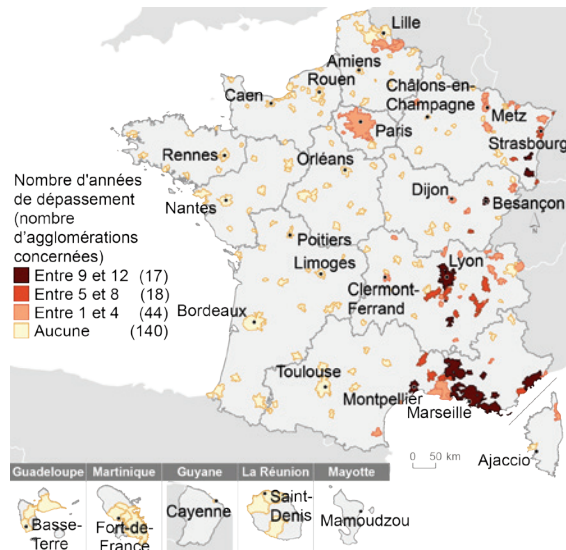 Lille
Amiens
Rouen
Caen
Châlons-en-
Champagne
Metz
Paris
Strasbourg
Rennes
Orléans
Nombre d'années
de dépassement
(nombre
d'agglomérations
concernées)
Entre 9 et 12 (17)
Entre 5 et 8 (18)
Entre 1 et 4 (44)
Aucune (140)
Nantes
Dijon
Besançon
N
Poitiers
Limoges
Lyon
Clermont-
Ferrand
Bordeaux
Toulouse
Montpellier
Marseille
0 50 km
Ajaccio
Guadeloupe
Martinique
Guyane
La Réunion
Mayotte
Basse-
Terre
Fort-de-
France
Cayenne
Saint-
Denis
Mamoudzou